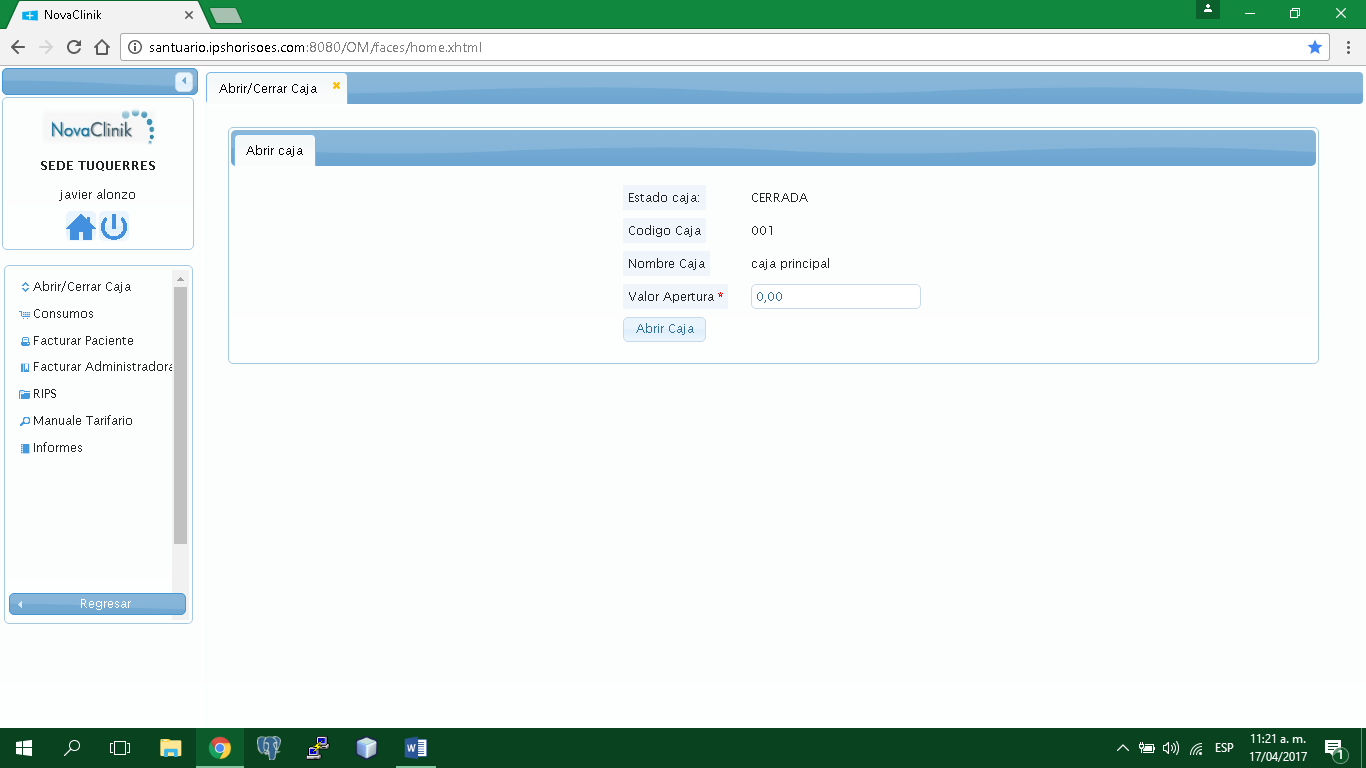 NovaClinik
santuario.ipshorisoes.com:8080/OM/faces/home.xhtml
NovaClinik
SEDE TUQUERRES
javier alonzo
Abrir/Cerrar Caja
Consumos
Facturar Paciente
Facturar Administradora
RIPS
Manuale Tarifario
Informes
Regresar
Abrir/Cerrar Caja
Abrir caja
Estado caja: CERRADA
Codigo Caja 001
Nombre Caja caja principal
Valor Apertura * 0,00
Abrir Caja
ESP
11:21 a. m.
17/04/2017
1